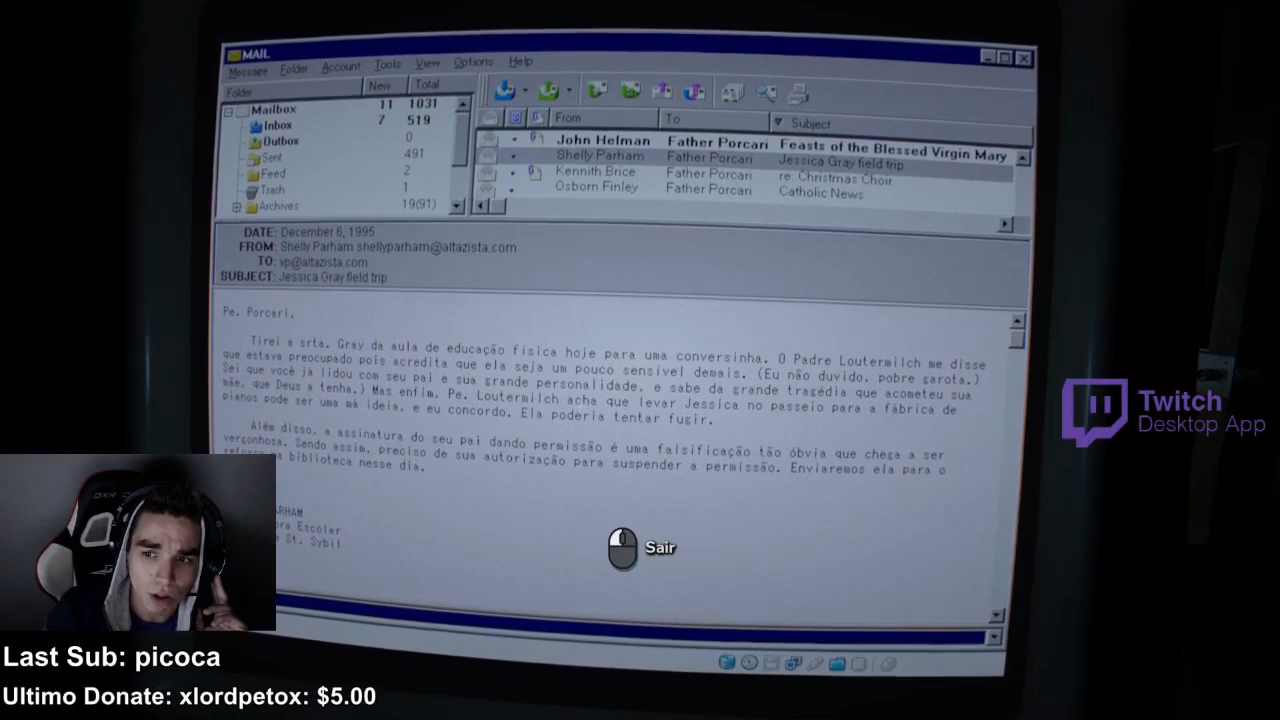 MAIL
Message Folder Account Tools View Options Help
Folder New Total
Mailbox 11 1031
Inbox 7 519
Outbox 0
Sent 491
Feed 2
Trash 1
Archives 19(91)
From To Subject
John Helman Father Porcari Feasts of the Blessed Virgin Mary
Shelly Parham Father Porcari Jessica Gray field trip
Kennith Brice Father Porcari re: Christmas Choir
Osborn Finley Father Porcari Catholic News
DATE: December 6, 1995
FROM: Shelly Parham shellyparham@altazista.com
TO: vp@altazista.com
SUBJECT: Jessica Gray field trip
Pe. Porcari,
Tirei a srta. Gray da aula de educação física hoje para uma conversinha. O Padre Loutermilch me disse
que estava preocupado pois acredita que ela seja um pouco sensível demais. (Eu não duvido, pobre garota.)
Sei que você já lidou com seu pai e sua grande personalidade, e sabe da grande tragédia que acometeu sua
mãe, que Deus a tenha.) Mas enfim, Pe. Loutermilch acha que levar Jessica no passeio para a fábrica de
pianos pode ser uma má ideia, e eu concordo. Ela poderia tentar fugir.
Além disso, a assinatura do seu pai dando permissão é uma falsificação tão óbvia que chega a ser
vergonhosa. Sendo assim, preciso de sua autorização para suspender a permissão. Enviaremos ela para o
reforço na biblioteca nesse dia.
ARHAM
ora Escolar
St. Sybil
Sair
Twitch
Desktop App
Last Sub: picoca
Ultimo Donate: xlordpetox: $5.00